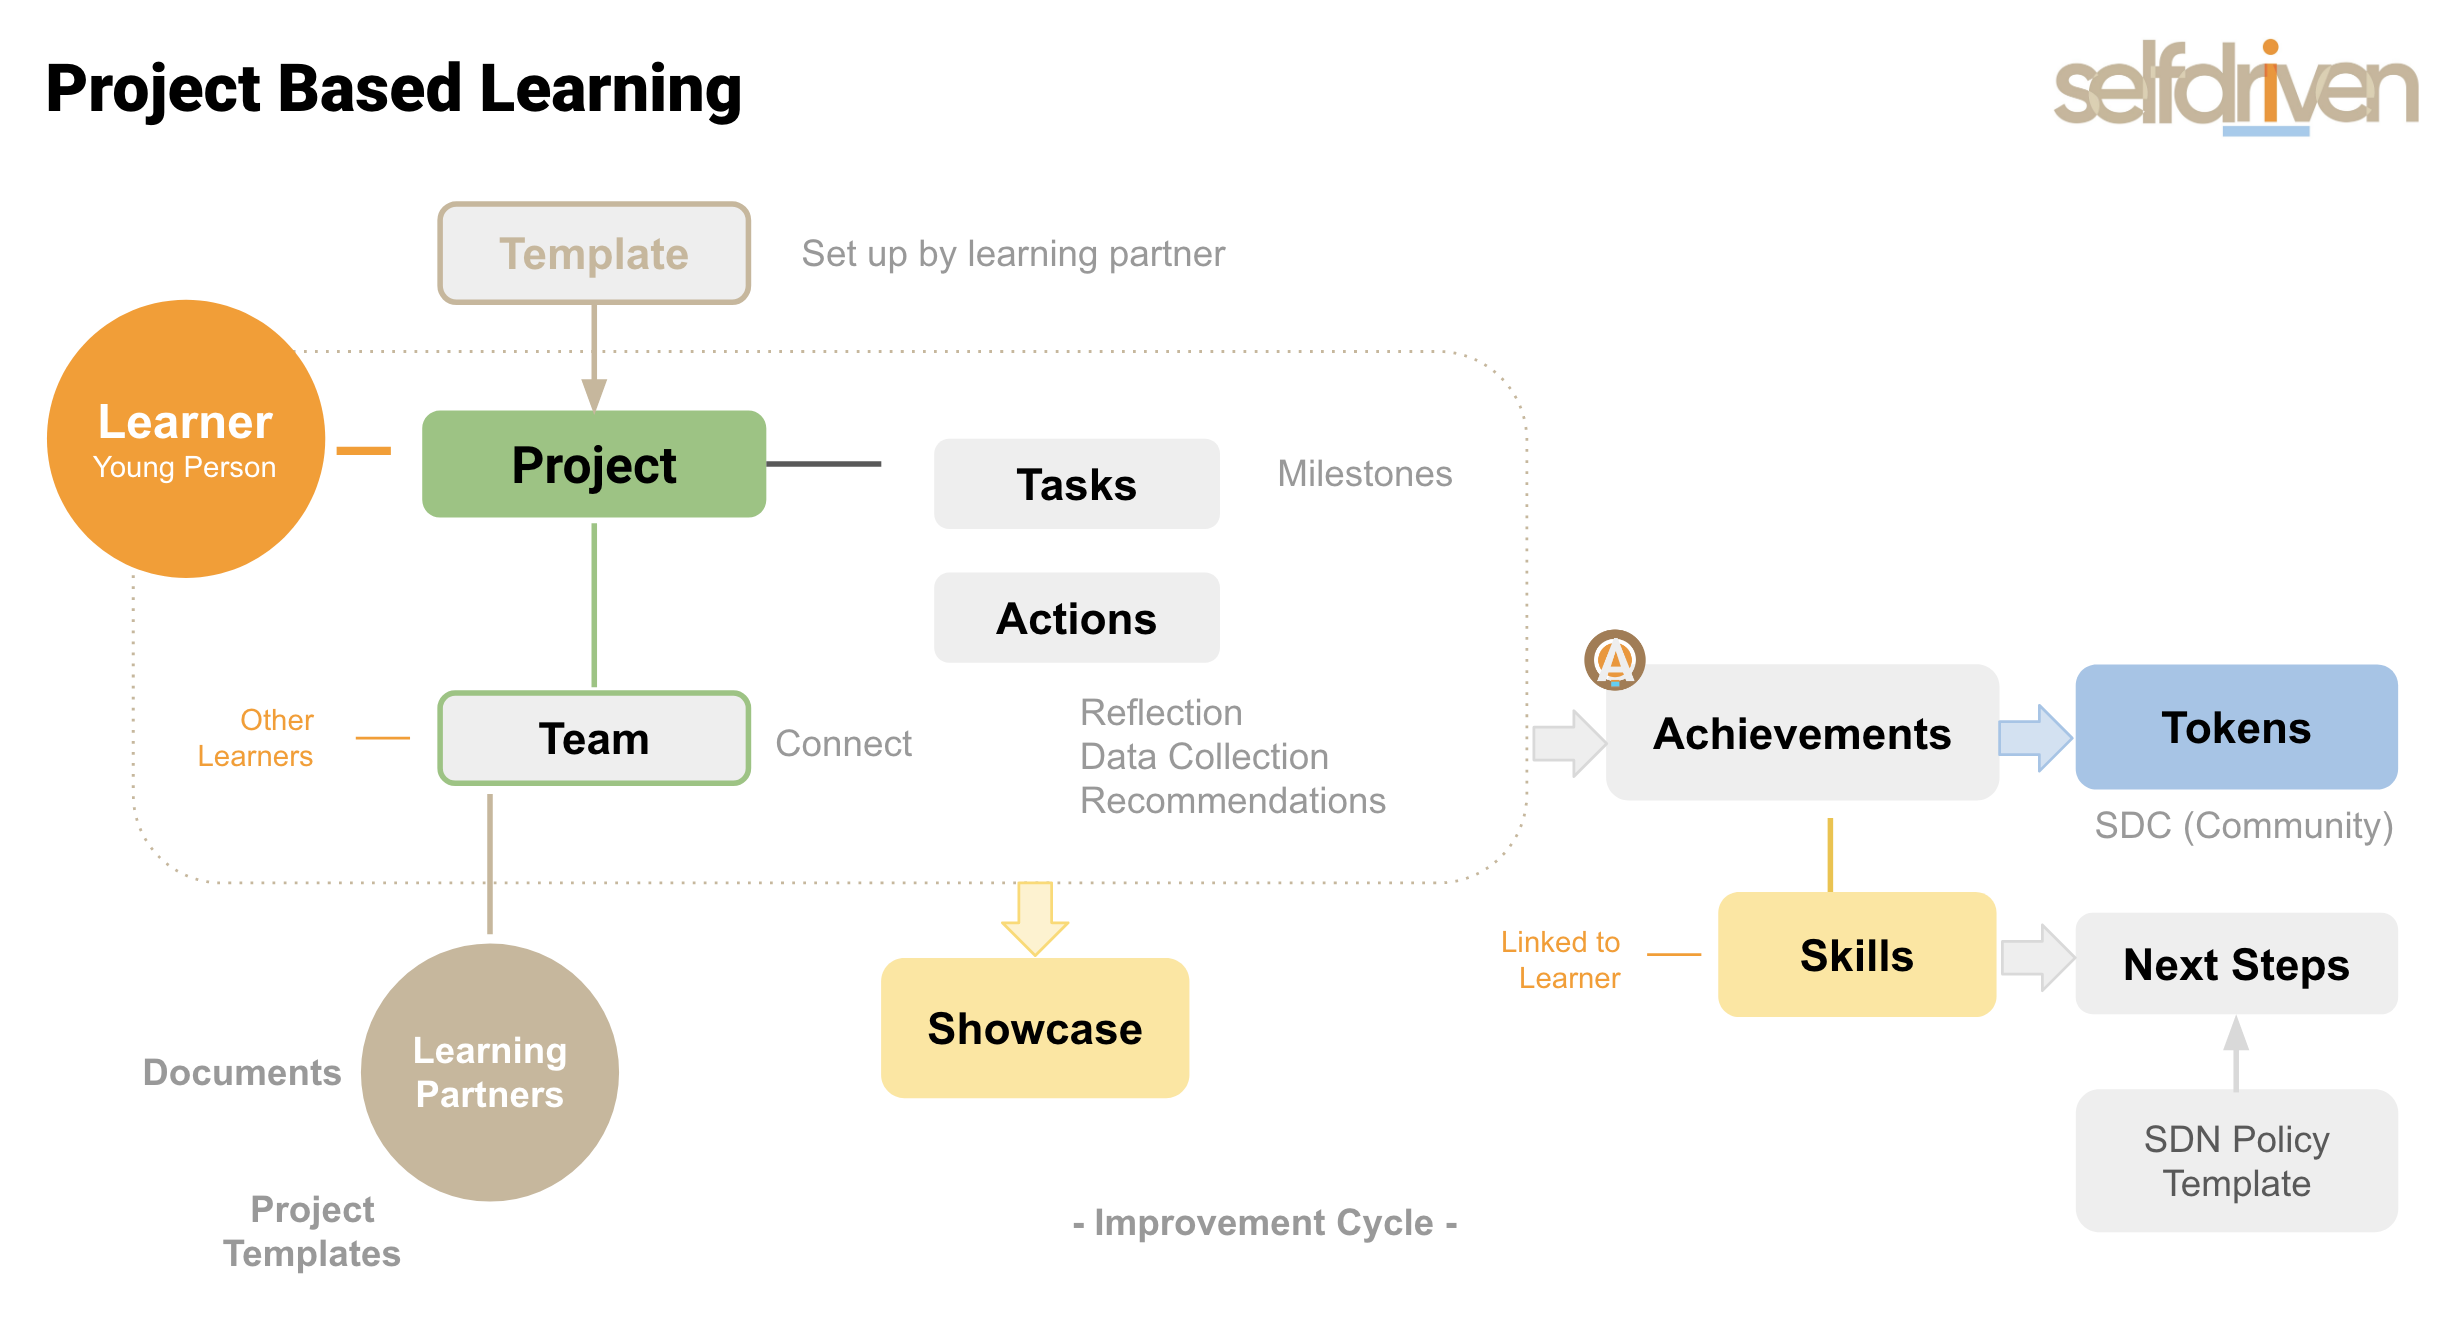 Project Based Learning
selfdriven
Template
Set up by learning partner
Learner
Young Person
Project
Tasks
Milestones
Actions
Other
Learners
Team
Connect
Reflection
Data Collection
Recommendations
A
Achievements
Tokens
SDC (Community)
Linked to
Learner
Skills
Next Steps
Showcase
Documents
Learning
Partners
SDN Policy
Template
Project
Templates
- Improvement Cycle -